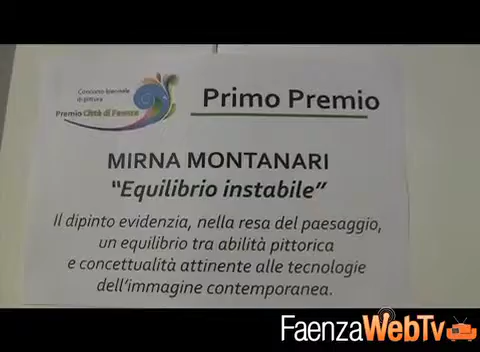 Concorso biennale
di pittura
Premio Città di Faenza
Primo Premio
MIRNA MONTANARI
"Equilibrio instabile"
Il dipinto evidenzia, nella resa del paesaggio,
un equilibrio tra abilità pittorica
e concettualità attinente alle tecnologie
dell'immagine contemporanea.
FaenzaWebTv